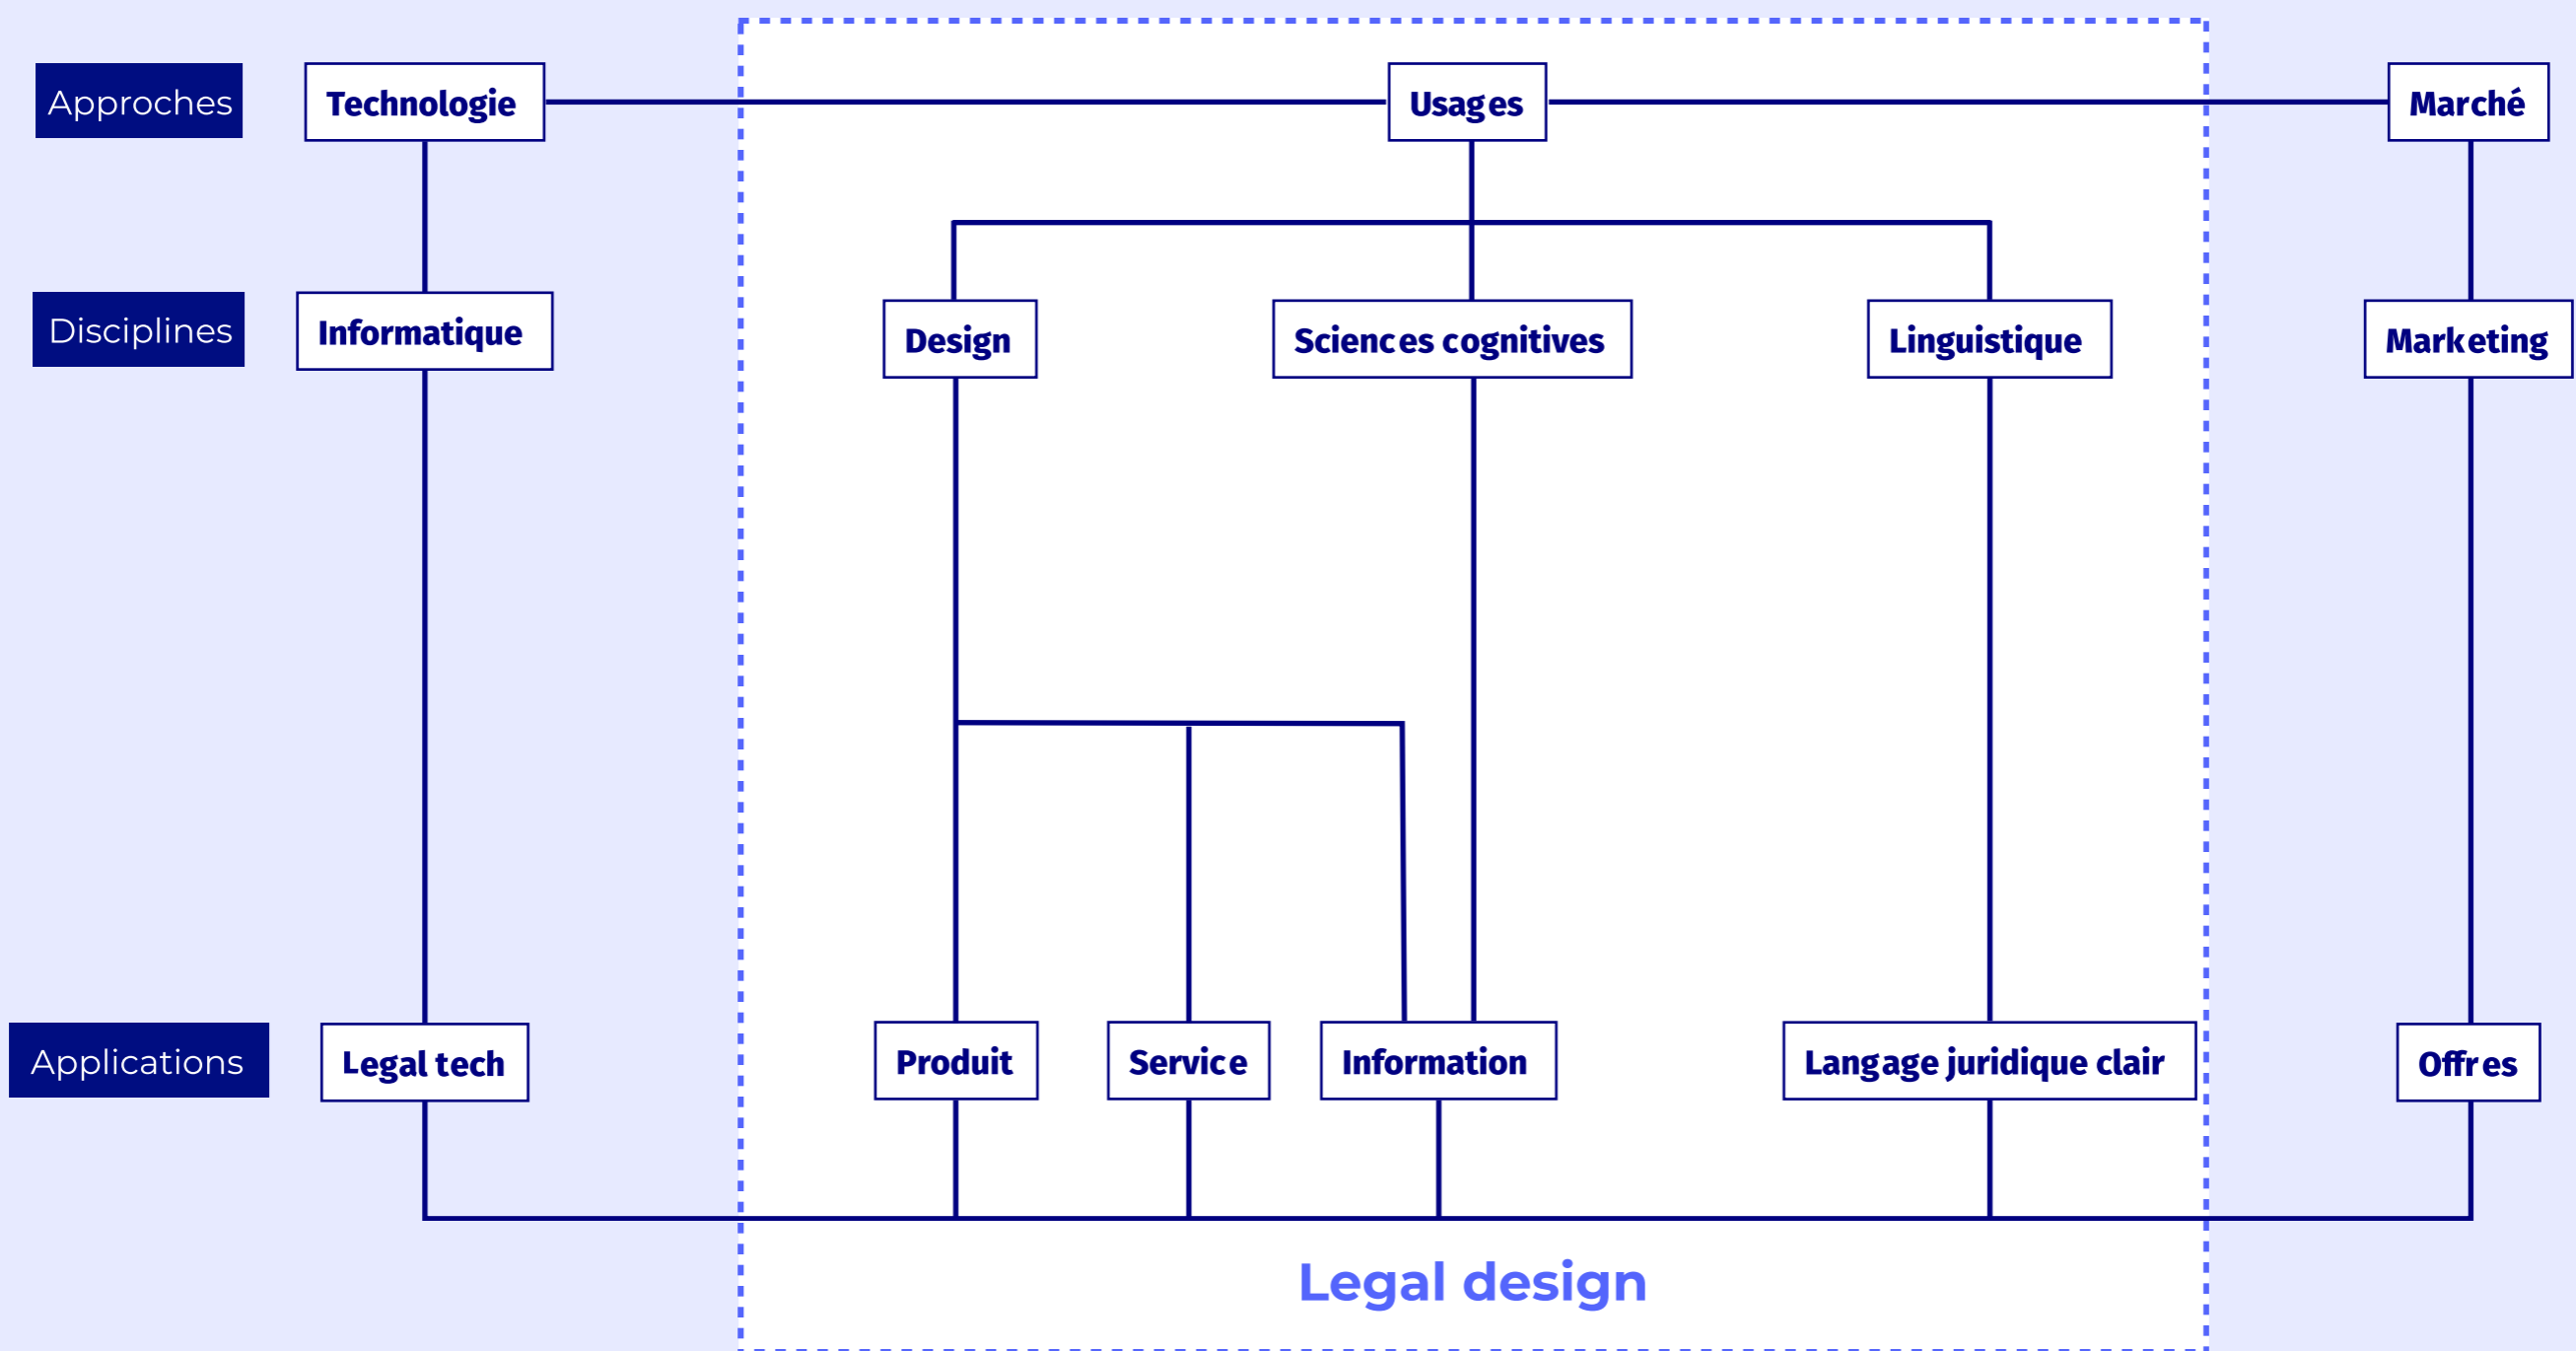 Approches
Technologie
Usages
Marché
Disciplines
Informatique
Design
Sciences cognitives
Linguistique
Marketing
Applications
Legal tech
Produit
Service
Information
Langage juridique clair
Offres
Legal design